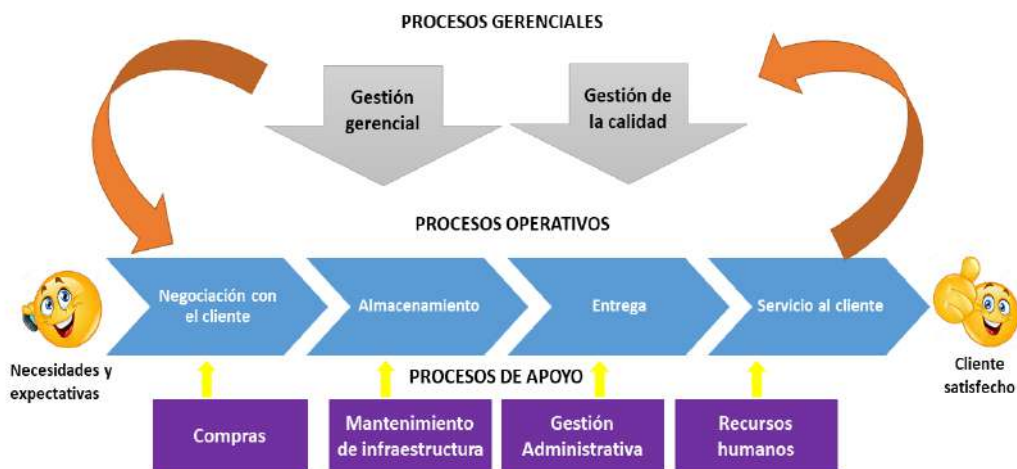 PROCESOS GERENCIALES
Gestión
gerencial
Gestión de
la calidad
PROCESOS OPERATIVOS
Negociación con
el cliente
Almacenamiento
Entrega
Servicio al cliente
Necesidades y
expectativas
Cliente
satisfecho
PROCESOS DE APOYO
Compras
Mantenimiento
de infraestructura
Gestión
Administrativa
Recursos
humanos